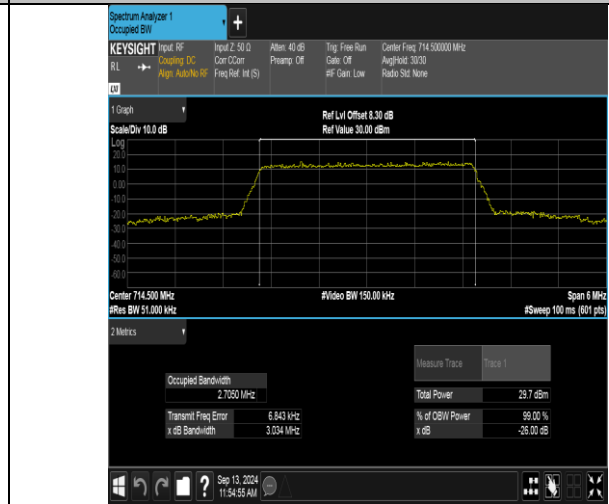 Spectrum Analyzer 1
Occupied BW
+
KEYSIGHT Input: RF Input Z: 50 Ω Atten: 40 dB Trig: Free Run Center Freq: 714.500000 MHz
RL Coupling: DC Corr CCorr Preamp: Off Gate: Off Avg|Hold: 30/30
Align: Auto/No RF Freq Ref: Int (S) #IF Gain: Low Radio Std: None
LXI
1 Graph
Ref Lvl Offset 8.30 dB
Scale/Div 10.0 dB Ref Value 30.00 dBm
Log
20.0
10.0
0.00
-10.0
-20.0
-30.0
-40.0
-50.0
-60.0
Center 714.500 MHz #Video BW 150.00 kHz Span 6 MHz
#Res BW 51.000 kHz #Sweep 100 ms (601 pts)
2 Metrics
Measure Trace Trace 1
Occupied Bandwidth
2.7050 MHz
Total Power 29.7 dBm
Transmit Freq Error 6.843 kHz % of OBW Power 99.00 %
x dB Bandwidth 3.034 MHz x dB -26.00 dB
? Sep 13, 2024
11:54:55 AM